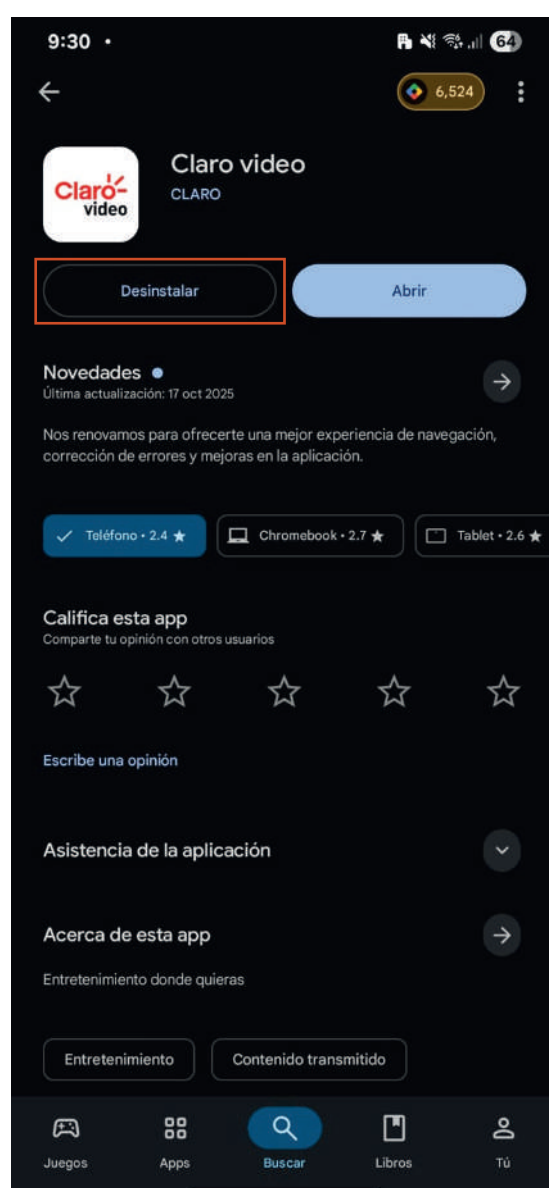 9:30
64
6,524
Claro video
CLARO
Claro
video
Desinstalar
Abrir
Novedades
Última actualización: 17 oct 2025
Nos renovamos para ofrecerte una mejor experiencia de navegación,
corrección de errores y mejoras en la aplicación.
Teléfono • 2.4 ★
Chromebook • 2.7 ★
Tablet • 2.6 ★
Califica esta app
Comparte tu opinión con otros usuarios
Escribe una opinión
Asistencia de la aplicación
Acerca de esta app
Entretenimiento donde quieras
Entretenimiento
Contenido transmitido
Juegos
Apps
Buscar
Libros
Tú